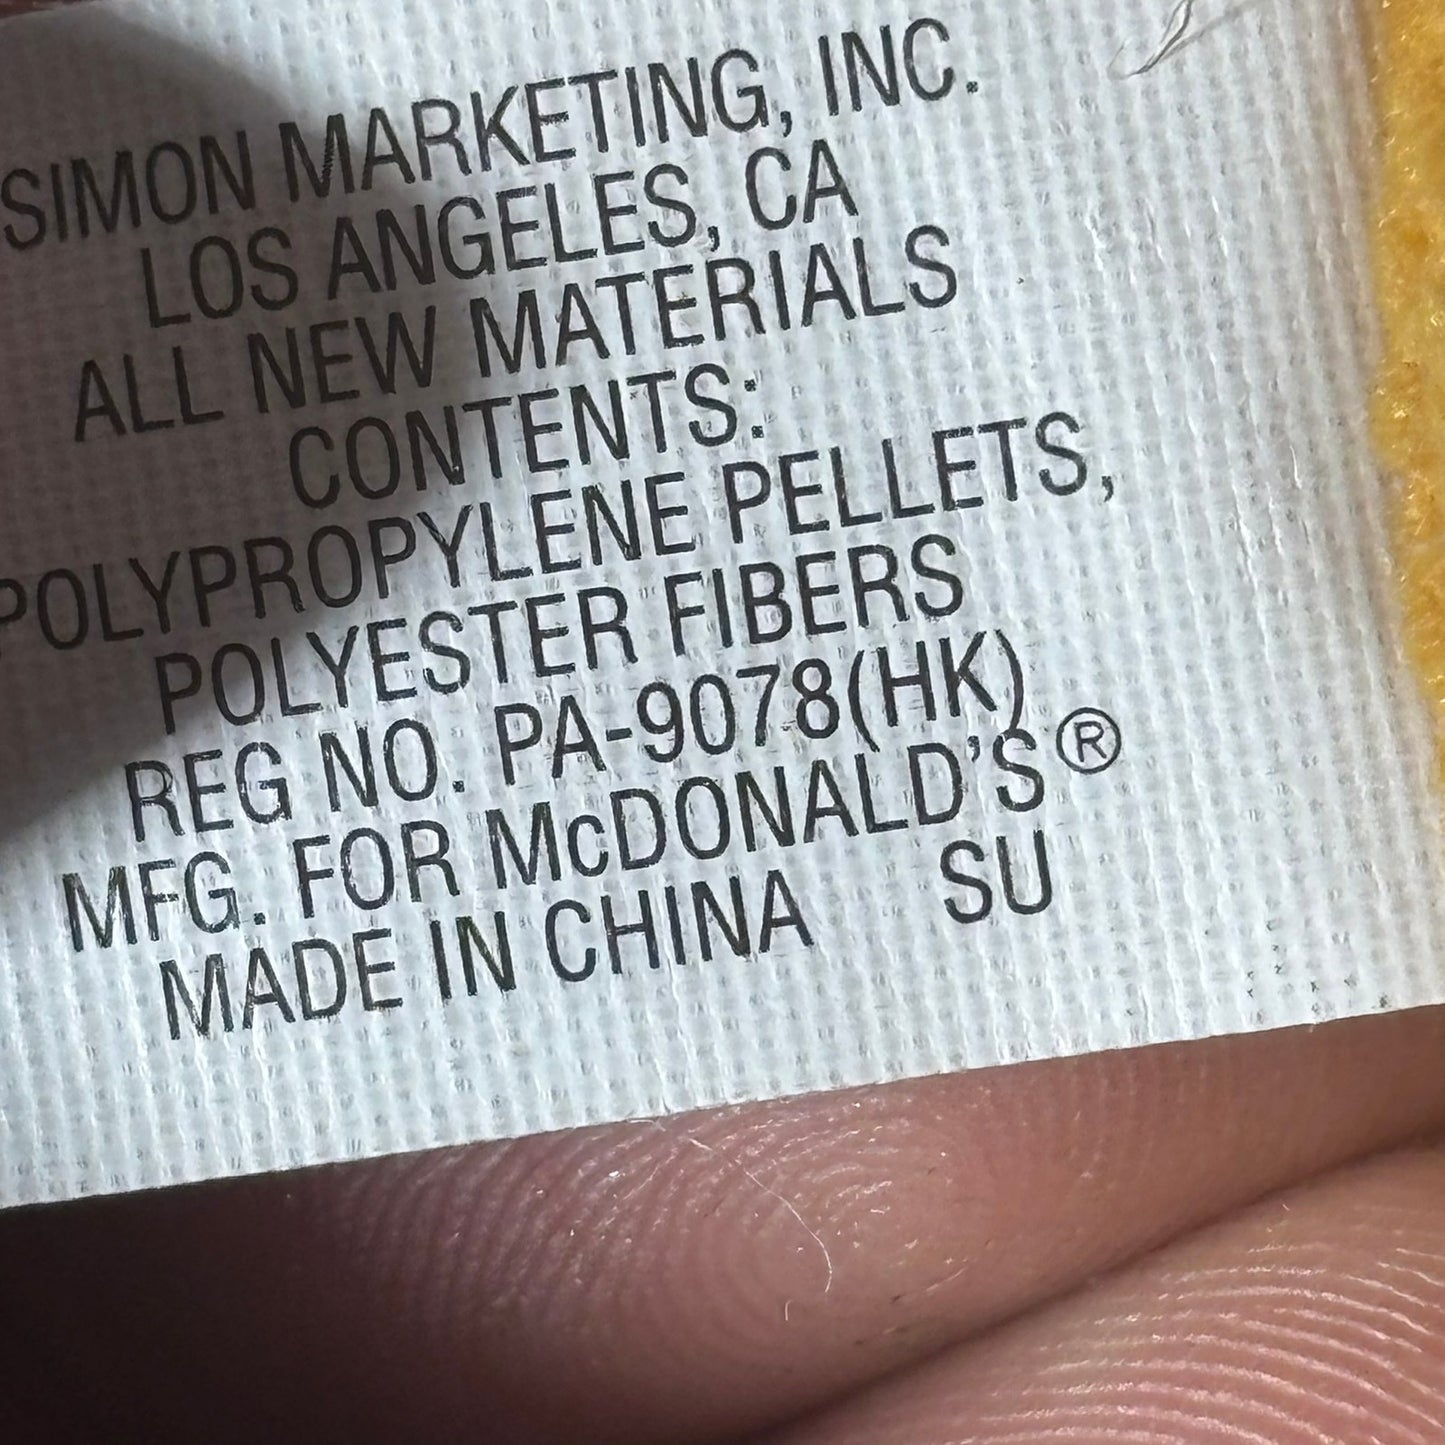 SIMON MARKETING, INC.
LOS ANGELES, CA
ALL NEW MATERIALS
CONTENTS:
POLYPROPYLENE PELLETS,
POLYESTER FIBERS
REG NO. PA-9078(HK)
MFG. FOR McDONALD'S®
MADE IN CHINA SU